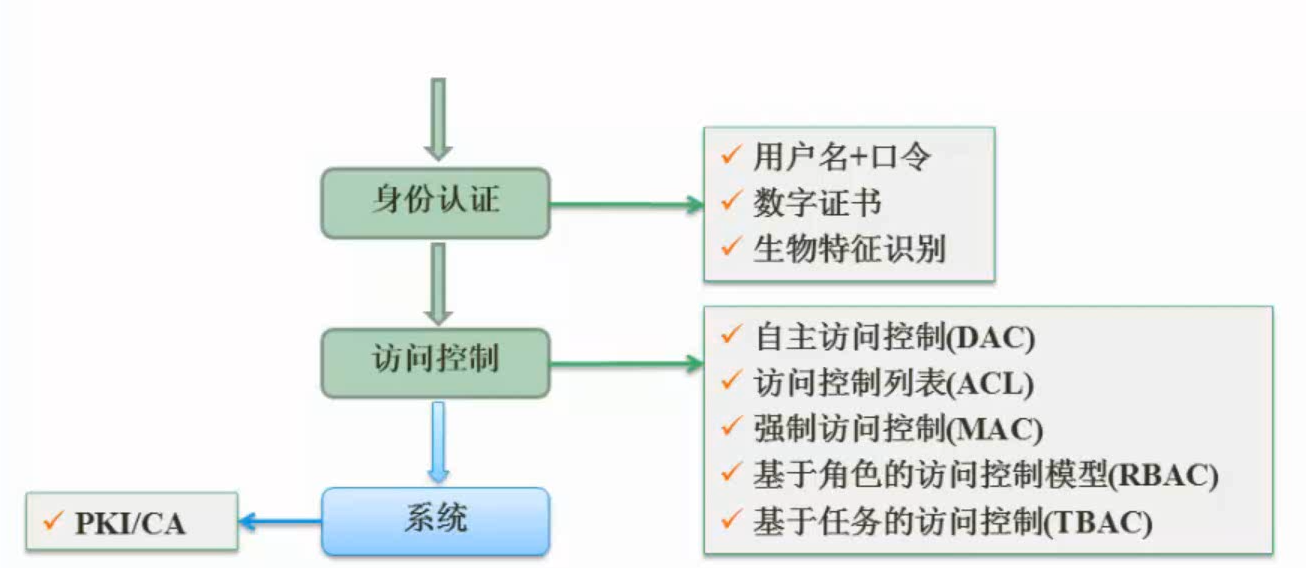 身份认证
用户名+口令
数字证书
生物特征识别
访问控制
自主访问控制(DAC)
访问控制列表(ACL)
强制访问控制(MAC)
基于角色的访问控制模型(RBAC)
基于任务的访问控制(TBAC)
系统
PKI/CA